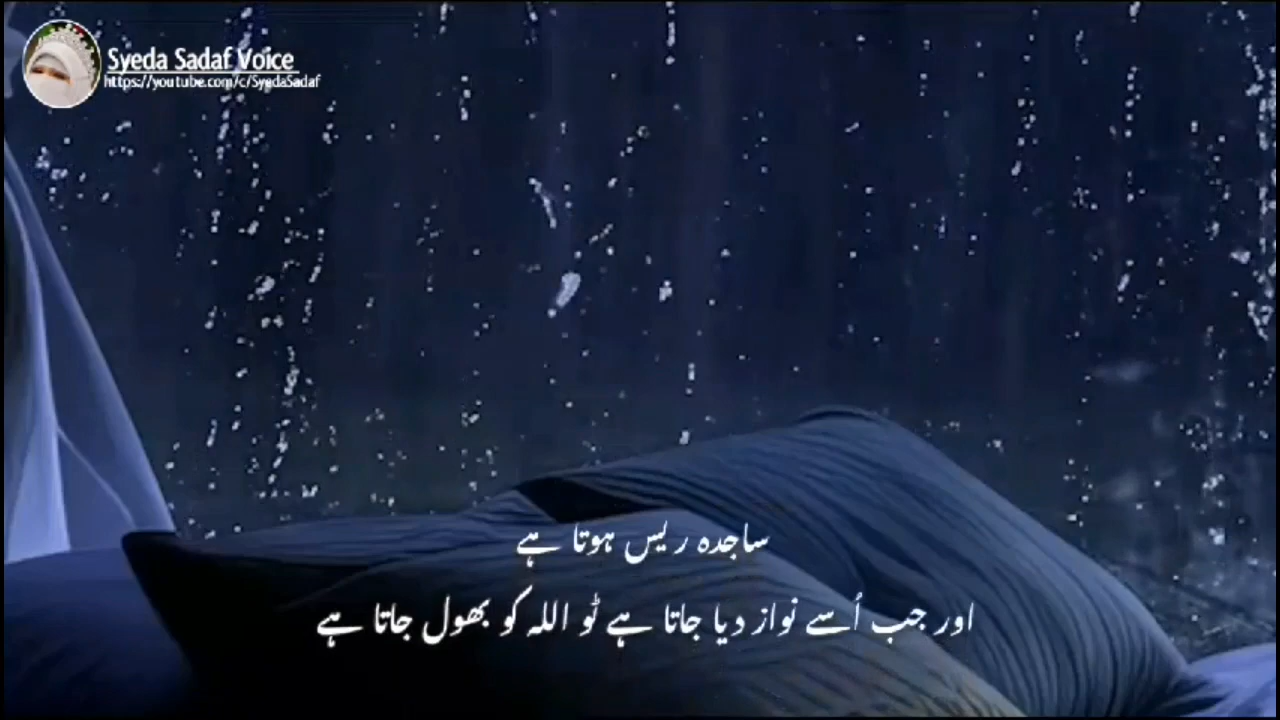 Syeda Sadaf Voice
https://youtube.com/c/SyedaSadaf
ساجدہ ریس ہوتا ہے
اور جب اُسے نواز دیا جاتا ہے ٹو اللہ کو بھول جاتا ہے